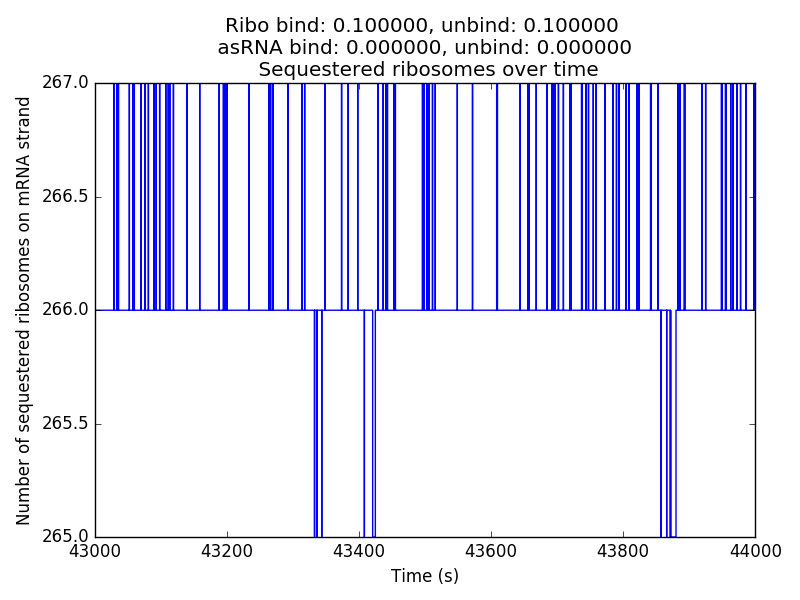 Ribo bind: 0.100000, unbind: 0.100000
asRNA bind: 0.000000, unbind: 0.000000
Sequestered ribosomes over time
Number of sequestered ribosomes on mRNA strand
267.0
266.5
266.0
265.5
265.0
43000 43200 43400 43600 43800 44000
Time (s)